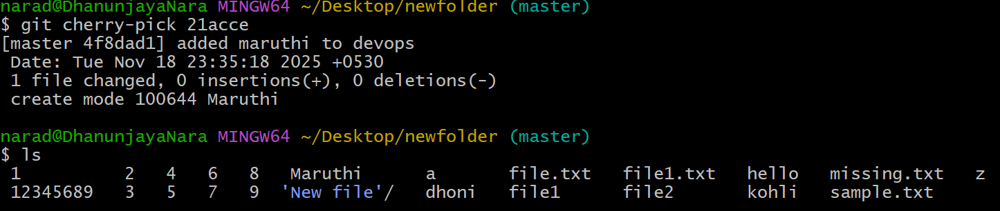 narad@DhanunjayaNara MINGW64 ~/Desktop/newfolder (master)
$ git cherry-pick 21acce
[master 4f8dad1] added maruthi to devops
 Date: Tue Nov 18 23:35:18 2025 +0530
 1 file changed, 0 insertions(+), 0 deletions(-)
 create mode 100644 Maruthi
narad@DhanunjayaNara MINGW64 ~/Desktop/newfolder (master)
$ ls
 1          2   4   6   8   Maruthi      a       file.txt   file1.txt   hello   missing.txt   z
 12345689   3   5   7   9  'New file'/   dhoni   file1      file2       kohli   sample.txt